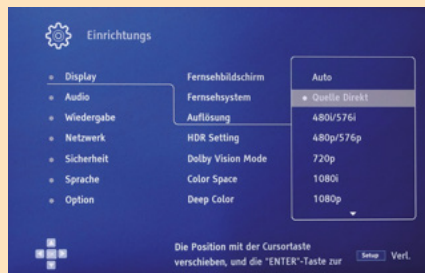 Einrichtungs
Display
Audio
Wiedergabe
Netzwerk
Sicherheit
Sprache
Option
Fernsehbildschirm
Fernsehsystem
Auflösung
HDR Setting
Dolby Vision Mode
Color Space
Deep Color
Auto
Quelle Direkt
480i/576i
480p/576p
720p
1080i
1080p
Die Position mit der Cursortaste
verschieben, und die "ENTER"-Taste zur
Setup Verl.